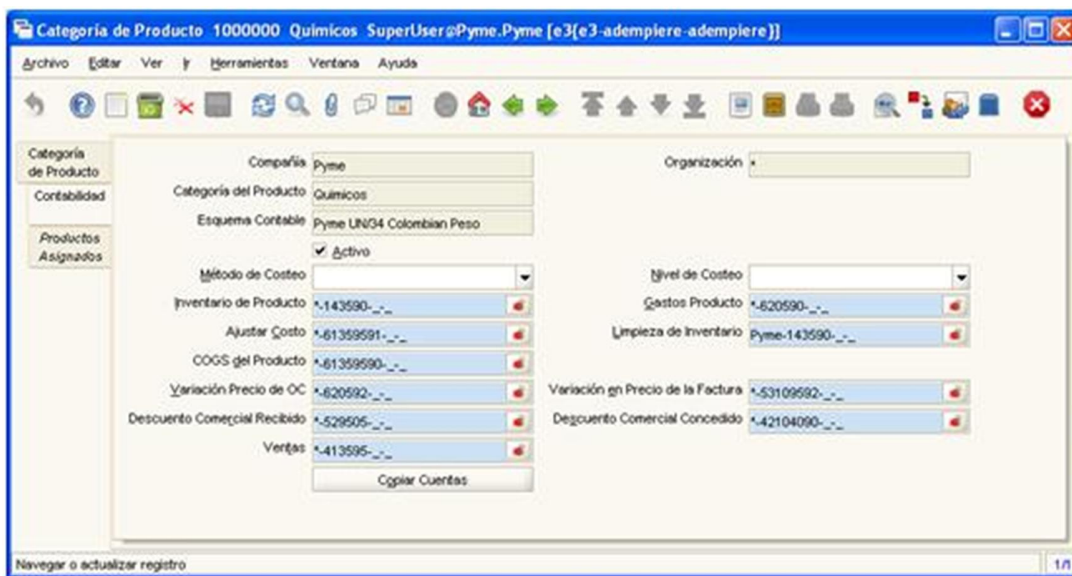 Categoría de Producto 1000000 Quimicos SuperUser@Pyme.Pyme [e3{e3-adempiere-adempiere}]
Archivo Editar Ver Ir Herramientas Ventana Ayuda
Categoría
de Producto
Contabilidad
Productos
Asignados
Compañía Pyme Organización *
Categoría del Producto Quimicos
Esquema Contable Pyme UN/34 Colombian Peso
Activo
Método de Costeo Nivel de Costeo
Inventario de Producto *-143590-_-_ Gastos Producto *-620590-_-_
Ajustar Costo *-61359591-_-_ Limpieza de Inventario Pyme-143590-_-_
COGS del Producto *-61359590-_-_
Variación Precio de OC *-620592-_-_ Variación en Precio de la Factura *-53109592-_-_
Descuento Comercial Recibido *-529505-_-_ Descuento Comercial Concedido *-42104090-_-_
Ventas *-413595-_-_
Copiar Cuentas
Navegar o actualizar registro 1/1